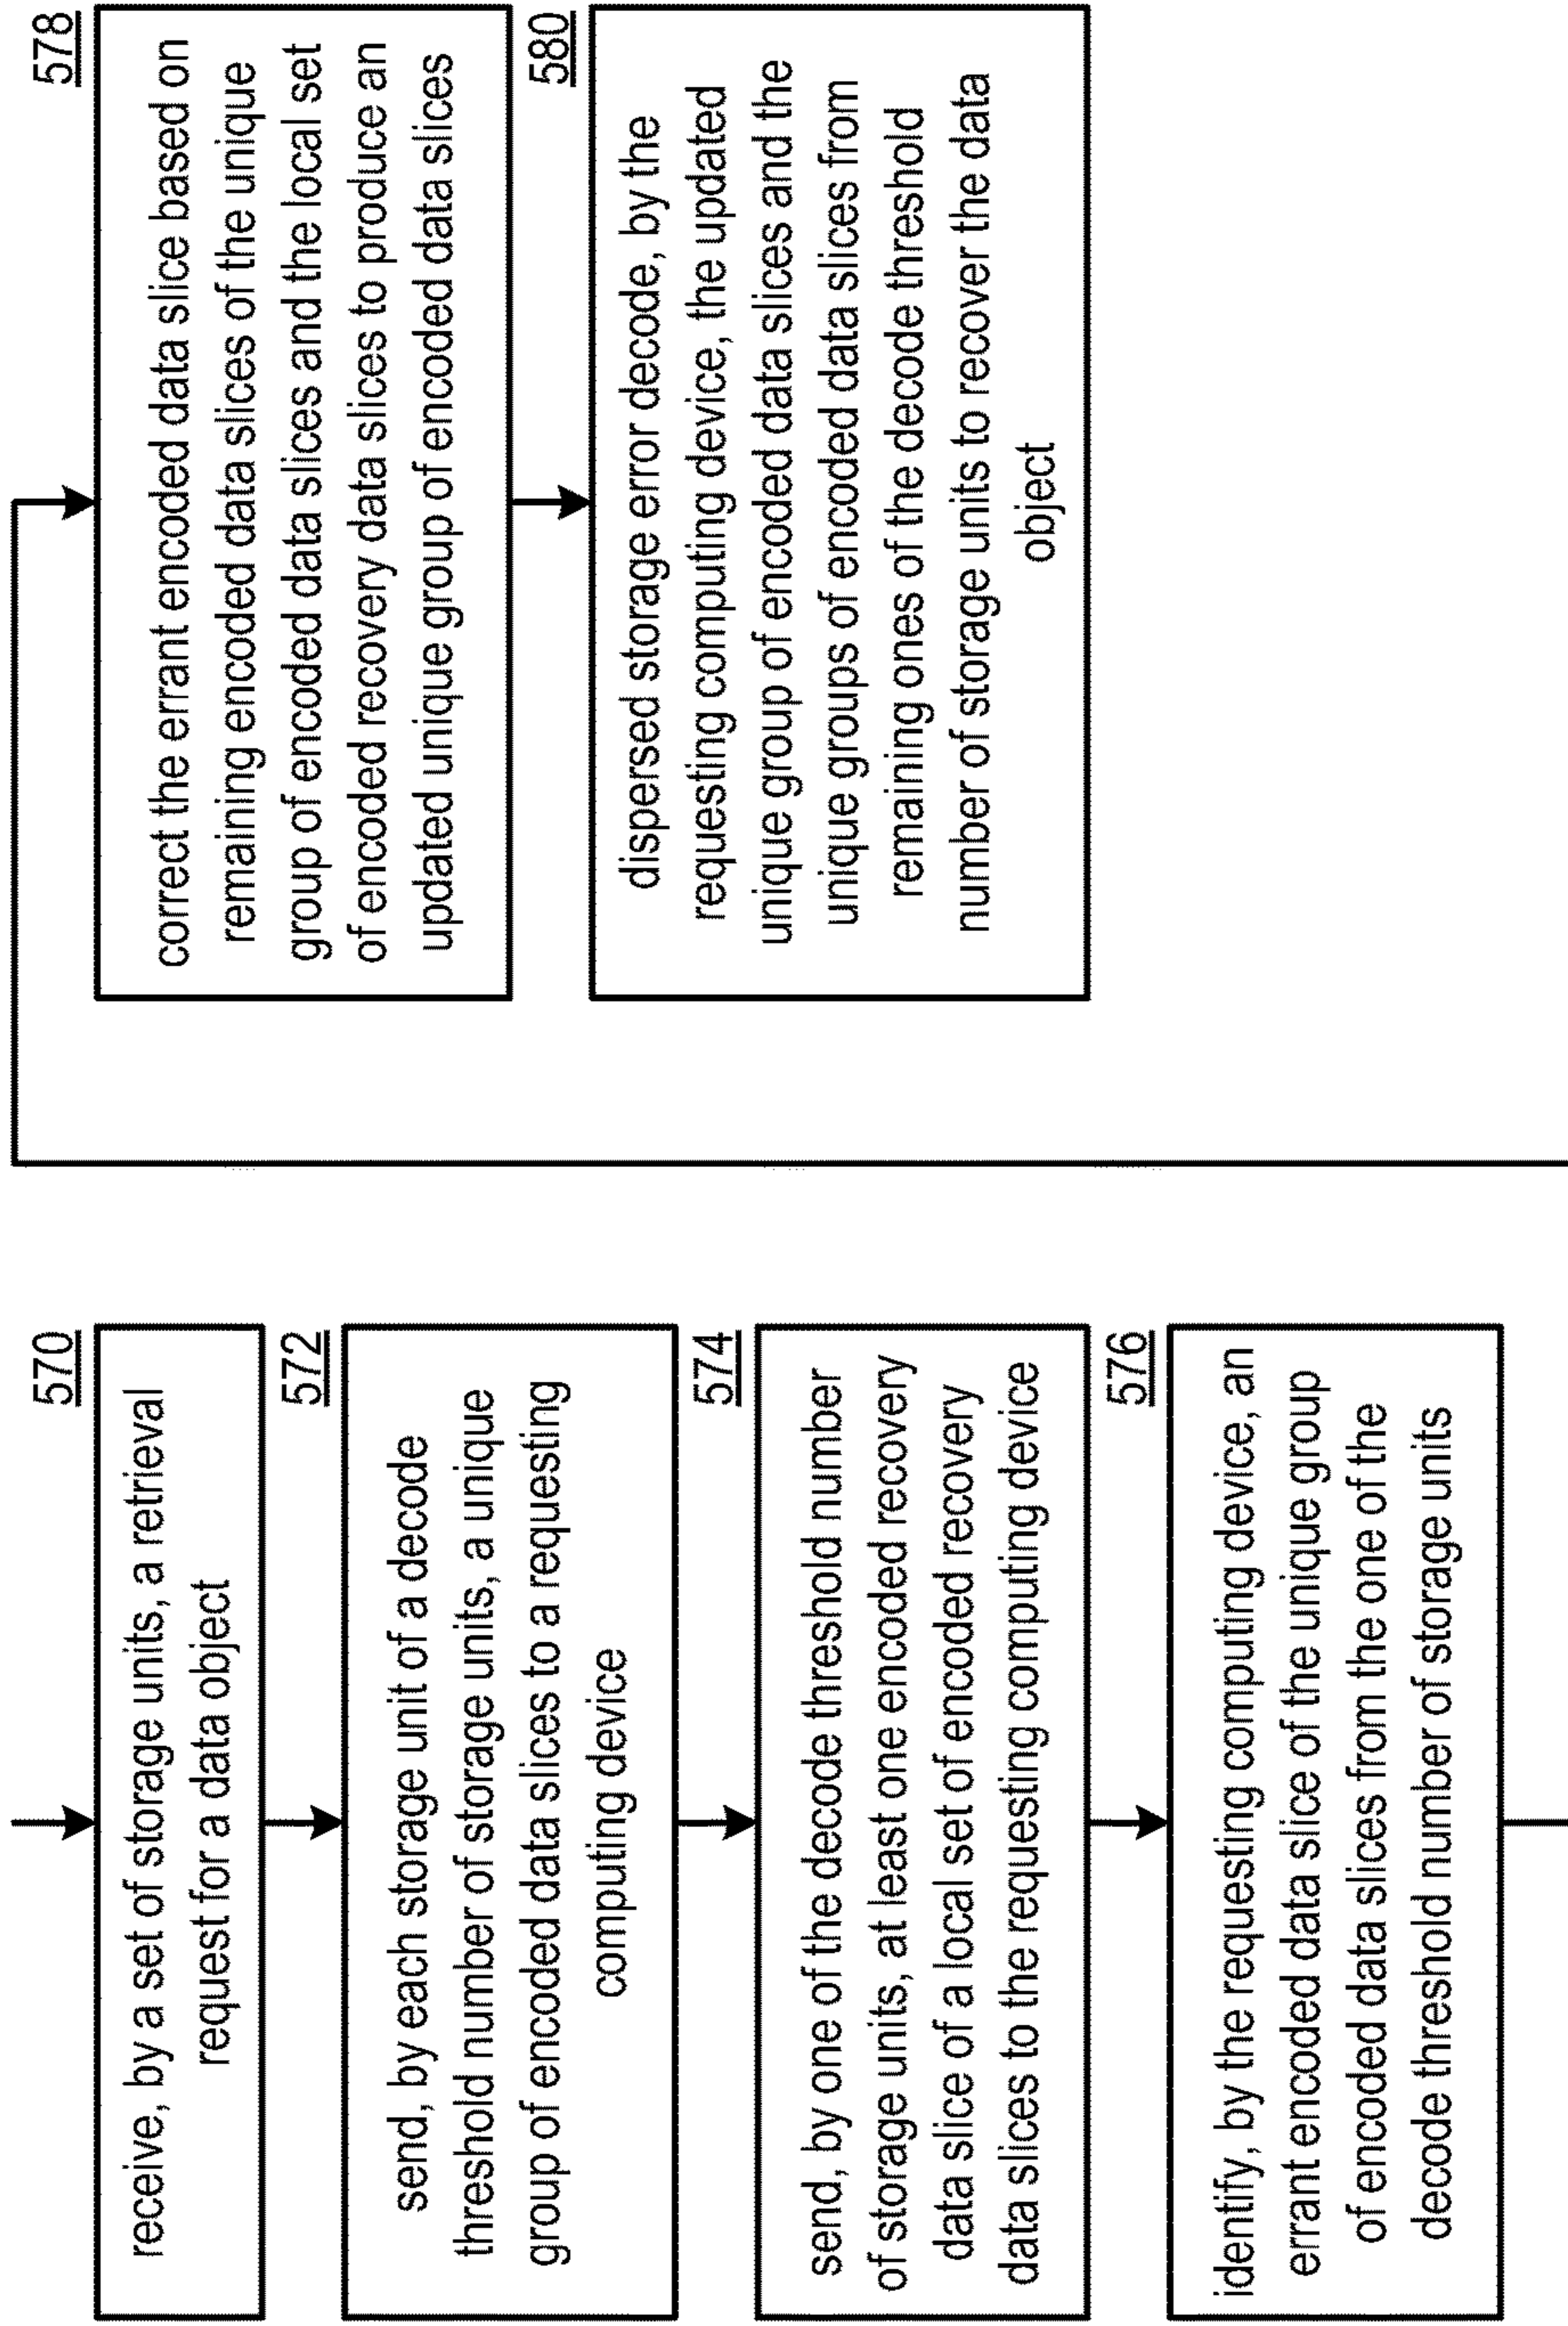 570
receive, by a set of storage units, a retrieval
request for a data object
572
send, by each storage unit of a decode
threshold number of storage units, a unique
group of encoded data slices to a requesting
computing device
574
send, by one of the decode threshold number
of storage units, at least one encoded recovery
data slice of a local set of encoded recovery
data slices to the requesting computing device
576
identify, by the requesting computing device, an
errant encoded data slice of the unique group
of encoded data slices from the one of the
decode threshold number of storage units
578
correct the errant encoded data slice based on
remaining encoded data slices of the unique
group of encoded data slices and the local set
of encoded recovery data slices to produce an
updated unique group of encoded data slices
580
dispersed storage error decode, by the
requesting computing device, the updated
unique group of encoded data slices and the
unique groups of encoded data slices from
remaining ones of the decode threshold
number of storage units to recover the data
object